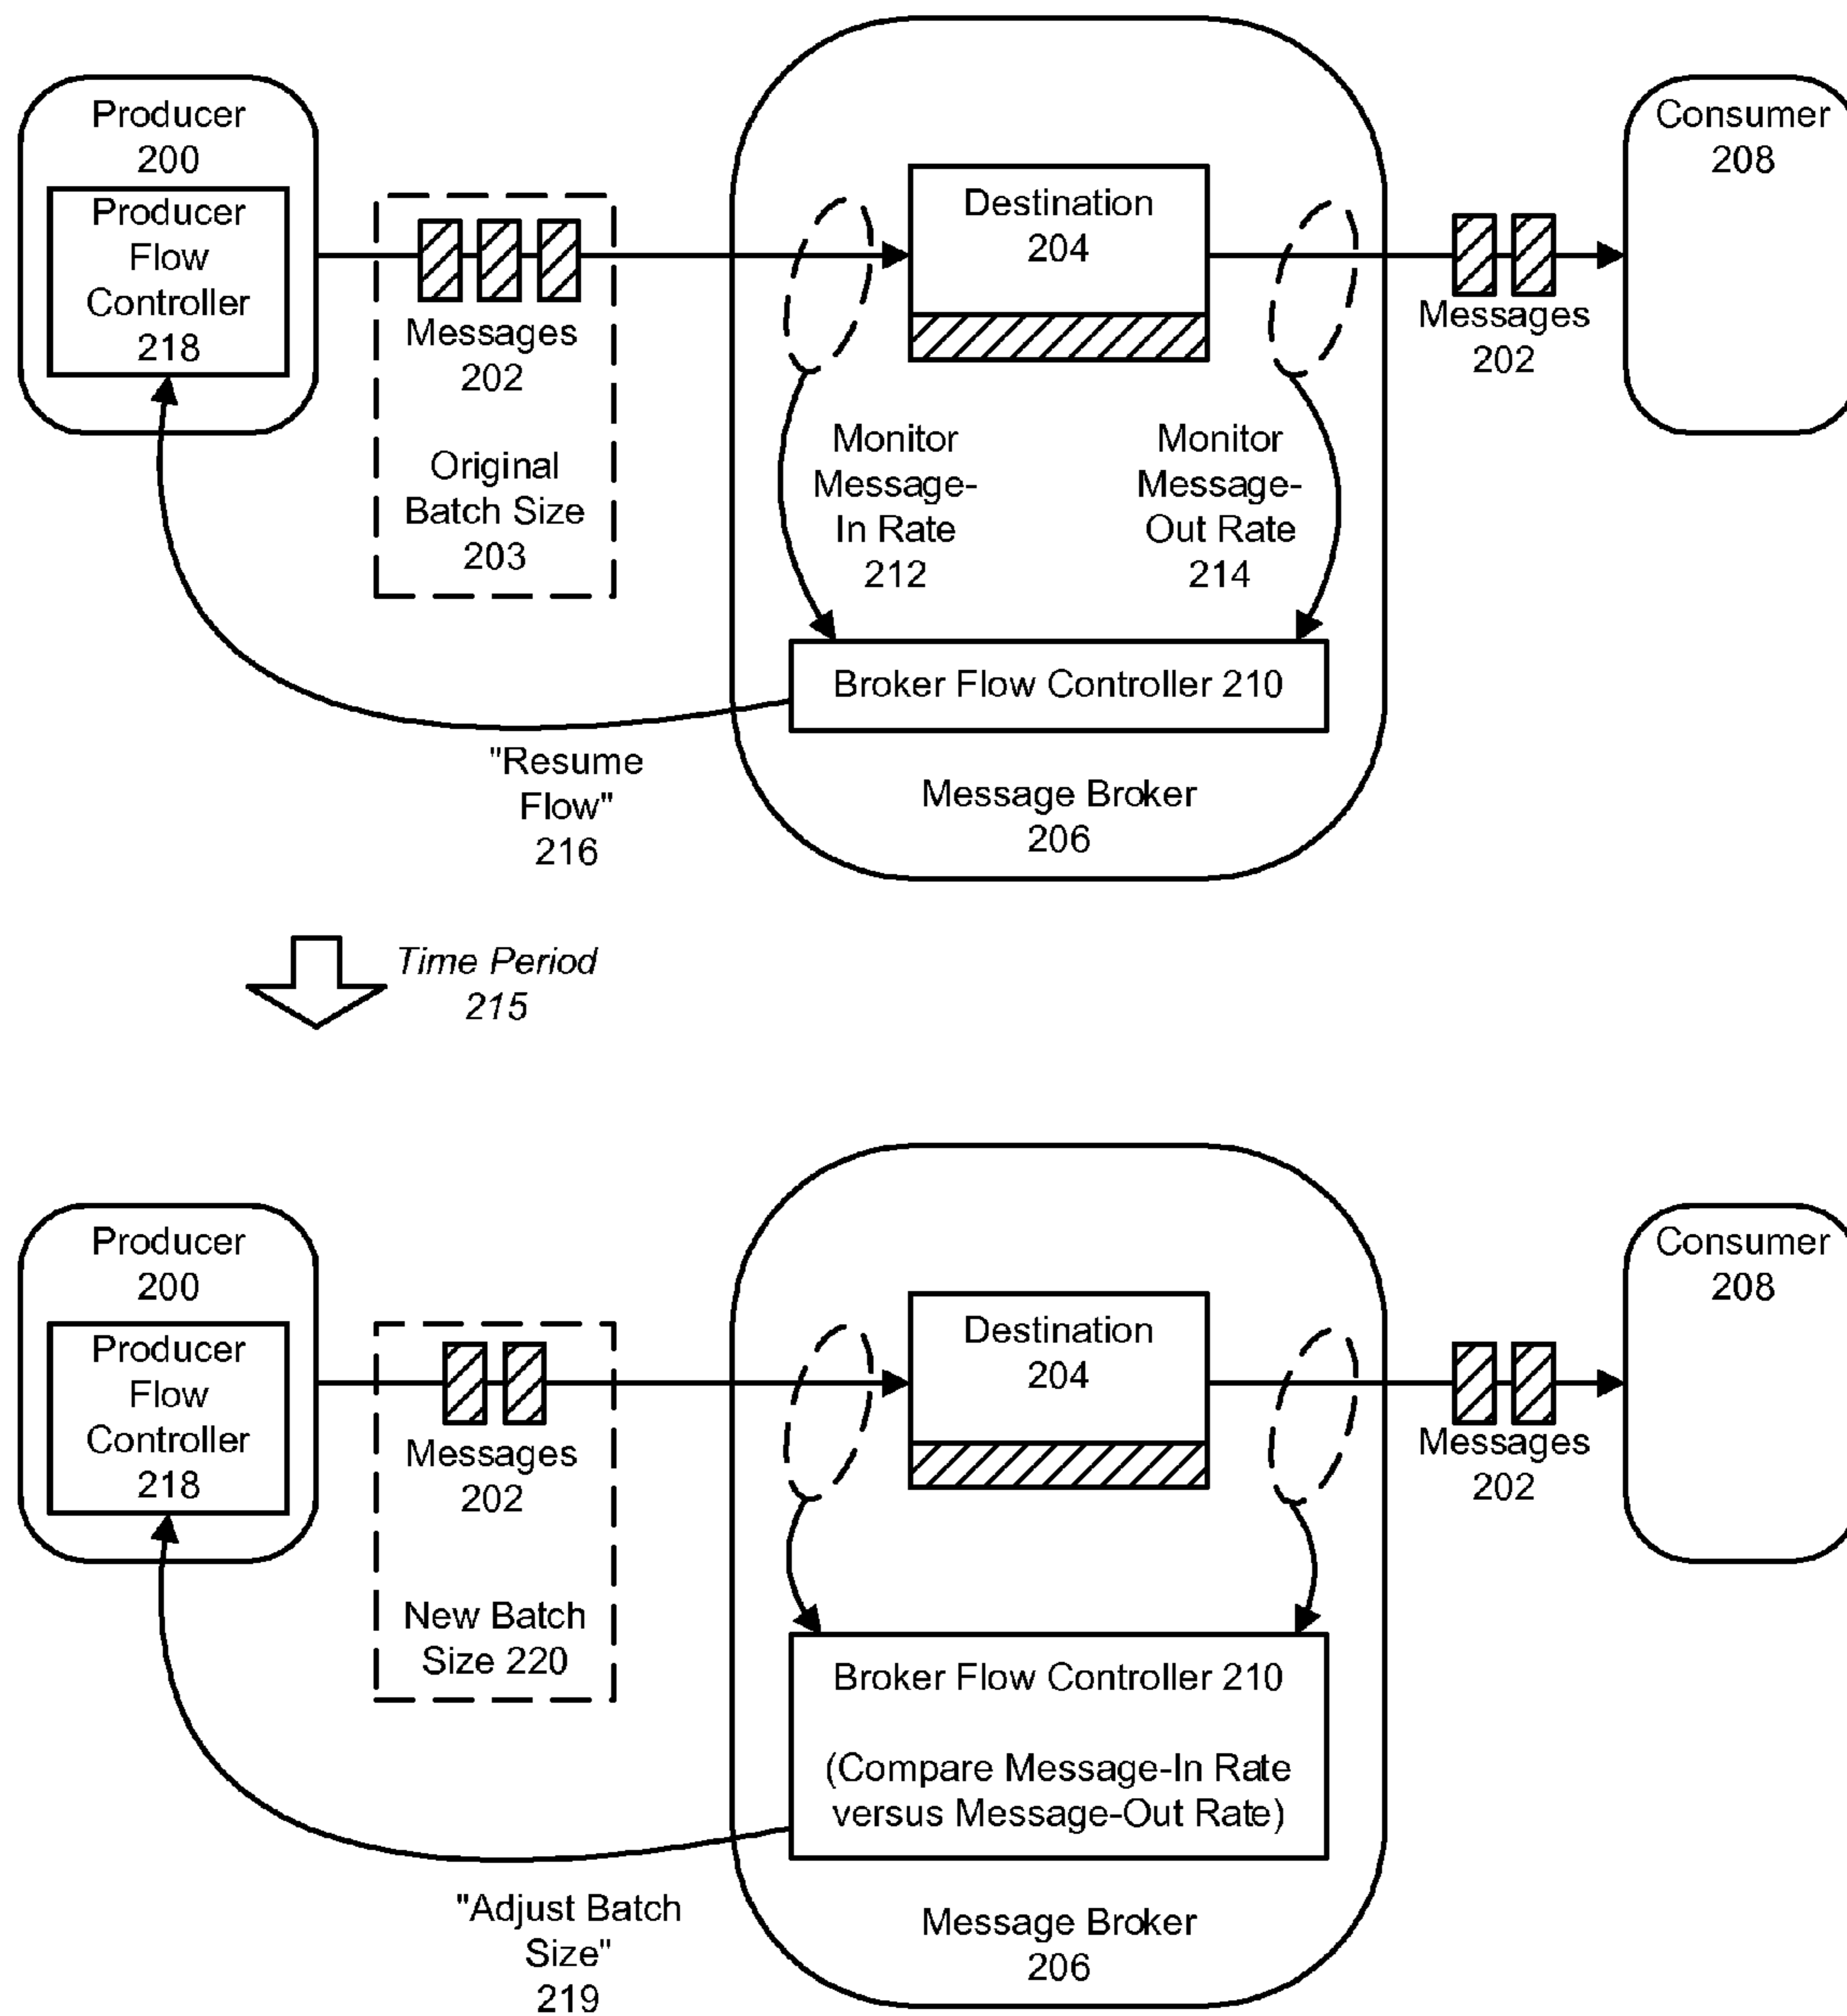 Producer
200
Producer
Flow
Controller
218
Messages
202
Original
Batch Size
203
Destination
204
Monitor
Message-
In Rate
212
Monitor
Message-
Out Rate
214
Broker Flow Controller 210
Message Broker
206
Messages
202
Consumer
208
"Resume
Flow"
216
Time Period
215
Producer
200
Producer
Flow
Controller
218
Messages
202
New Batch
Size 220
Destination
204
Broker Flow Controller 210
(Compare Message-In Rate
versus Message-Out Rate)
Message Broker
206
Messages
202
Consumer
208
"Adjust Batch
Size"
219